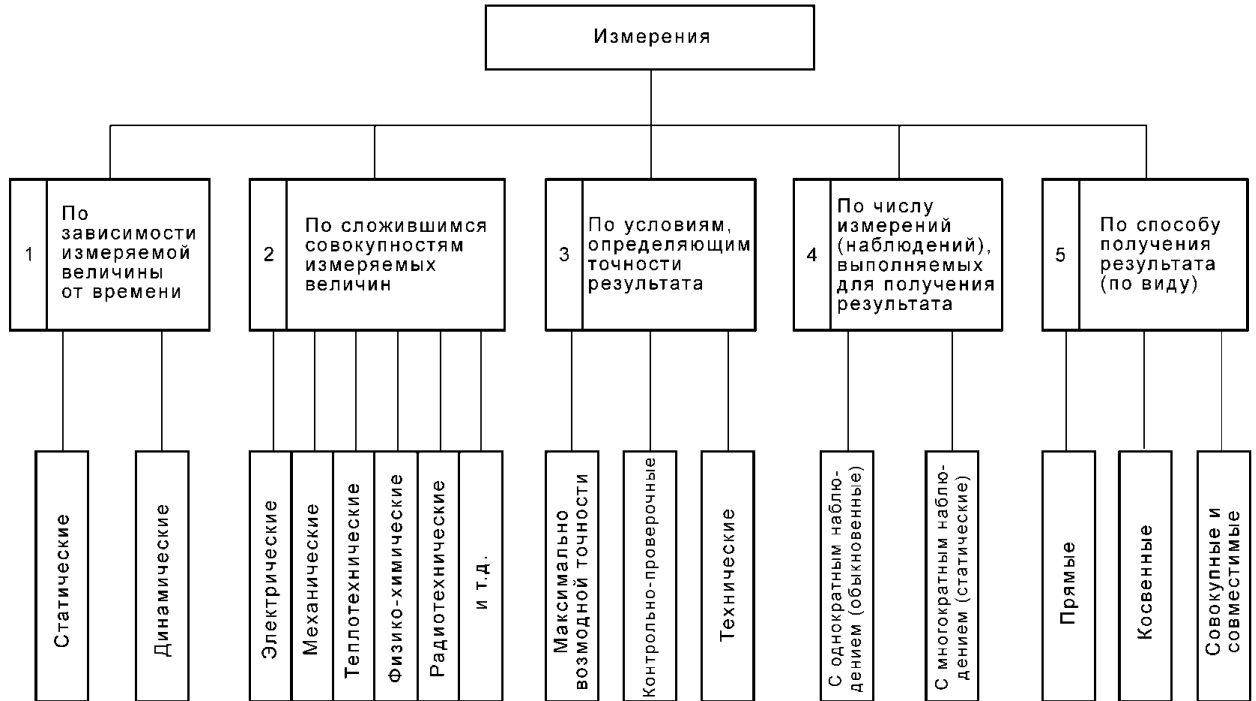 Измерения
1
По
зависимости
измеряемой
величины
от времени
2
По сложившимся
совокупностям
измеряемых
величин
3
По условиям,
определяющим
точности
результата
4
По числу
измерений
(наблюдений),
выполняемых
для получения
результата
5
По способу
получения
результата
(по виду)
Статические
Динамические
Электрические
Механические
Теплотехнические
Физико-химические
Радиотехнические
и т.д.
Максимально
возмодной точности
Контрольно-проверочные
Технические
С однократным наблю-
дением (обыкновенные)
С многократным наблю-
дением (статические)
Прямые
Косвенные
Совокупные и
совместимые